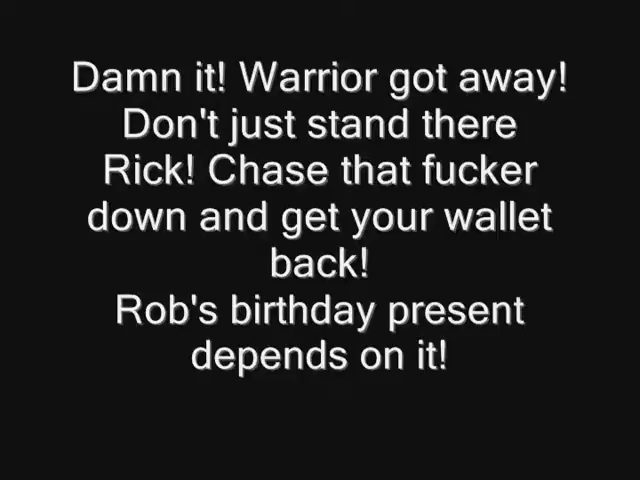 Damn it! Warrior got away!
Don't just stand there
Rick! Chase that fucker
down and get your wallet
back!
Rob's birthday present
depends on it!